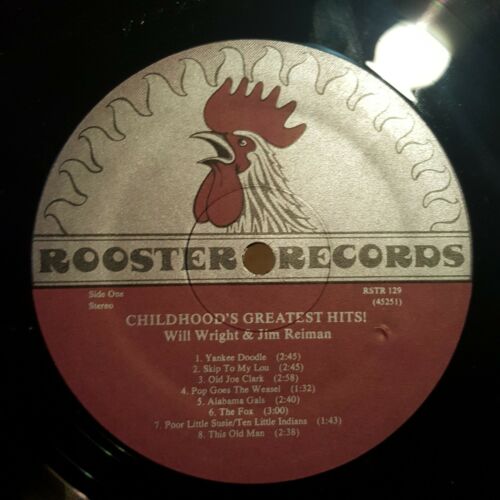 ROOSTER RECORDS
Side One
Stereo
RSTR 129
(45251)
CHILDHOOD'S GREATEST HITS!
Will Wright & Jim Reiman
1. Yankee Doodle (2:45)
2. Skip To My Lou (2:45)
3. Old Joe Clark (2:58)
4. Pop Goes The Weasel (1:32)
5. Alabama Gals (2:40)
6. The Fox (3:00)
7. Poor Little Susie/Ten Little Indians (1:43)
8. This Old Man (2:38)